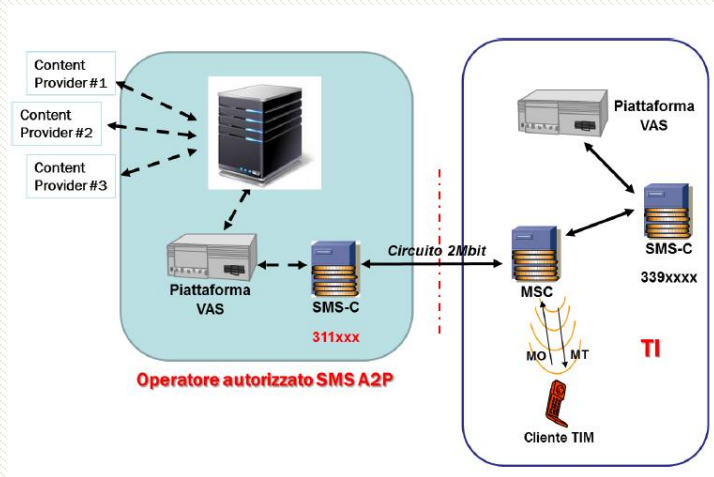 Content
Provider #1
Content
Provider #2
Content
Provider #3
Piattaforma
VAS
SMS-C
311xxx
Operatore autorizzato SMS A2P
Circuito 2Mbit
Piattaforma
VAS
SMS-C
339xxxx
MSC
MO
MT
TI
Cliente TIM